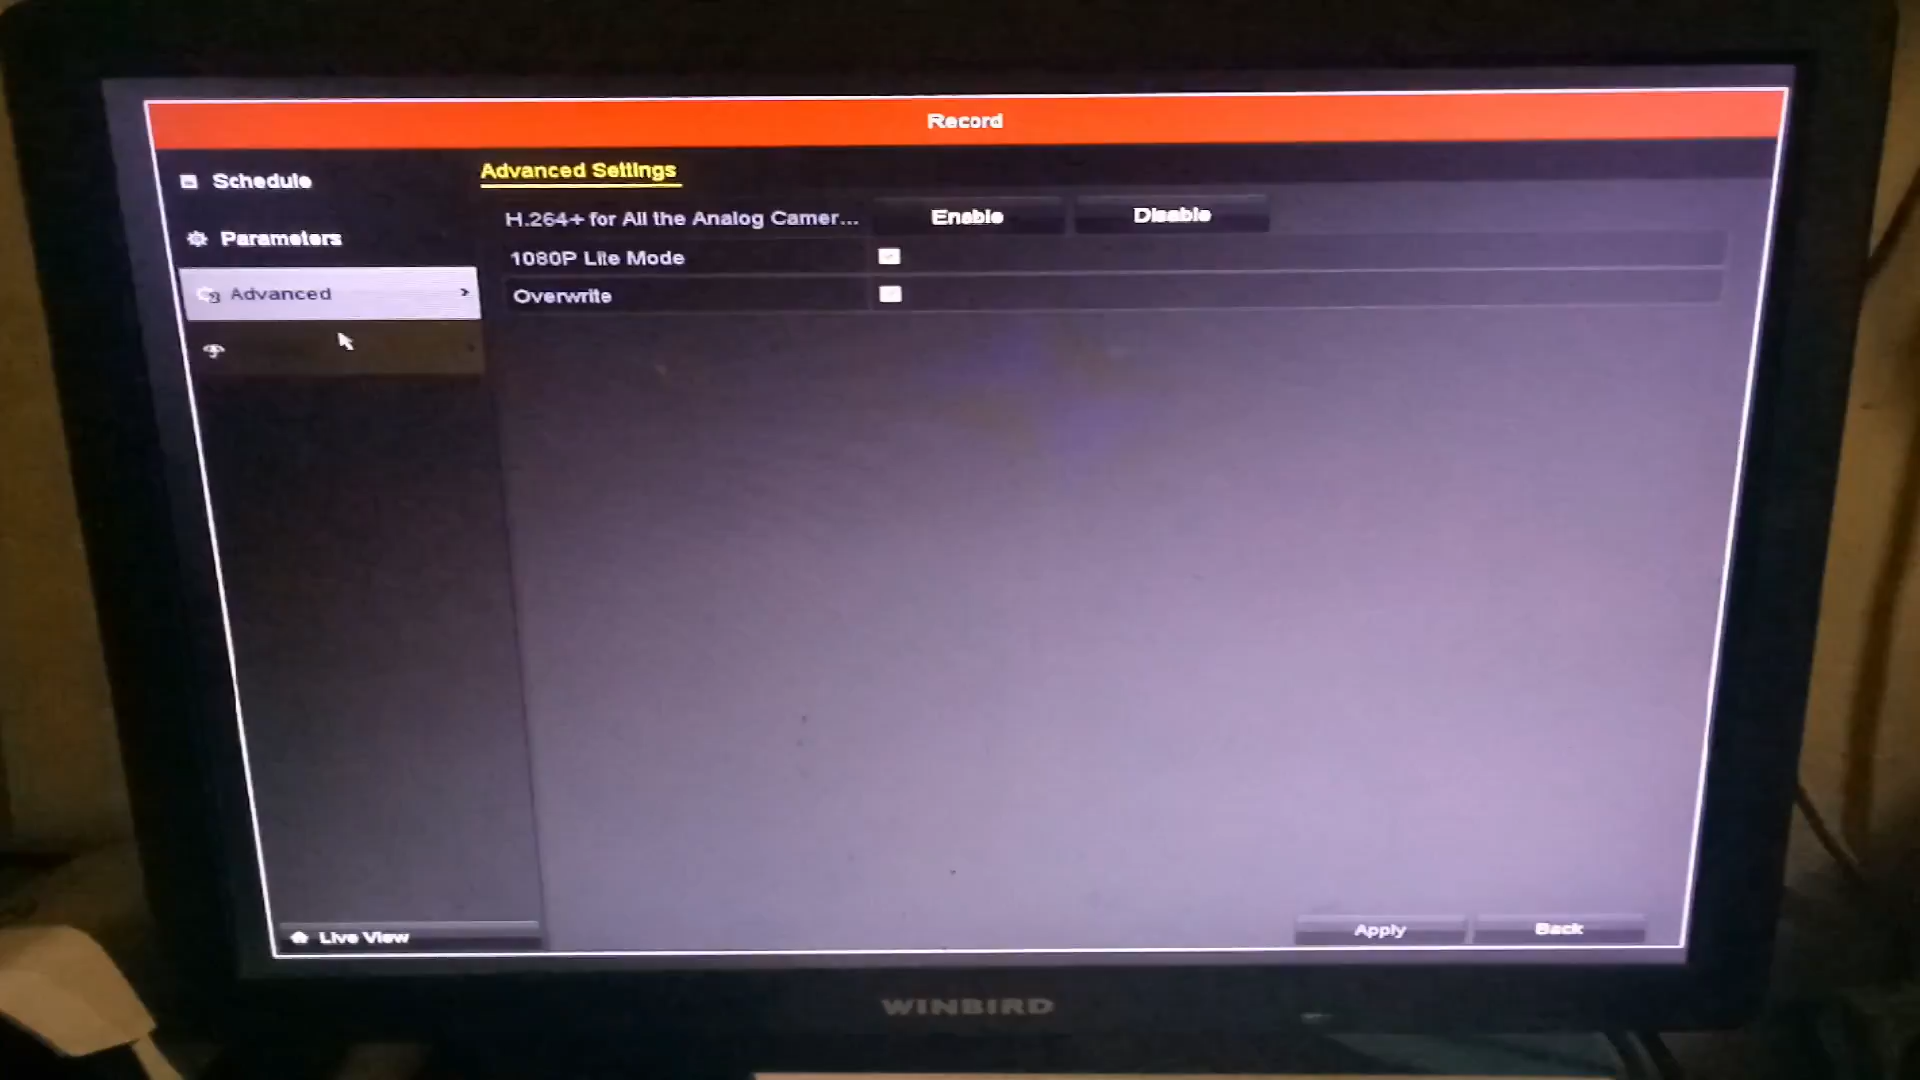 Record
Schedule
Parameters
Advanced
Advanced Settings
H.264+ for All the Analog Camer...
Enable
Disable
1080P Lite Mode
Overwrite
Live View
Apply
Back
WINBIRD